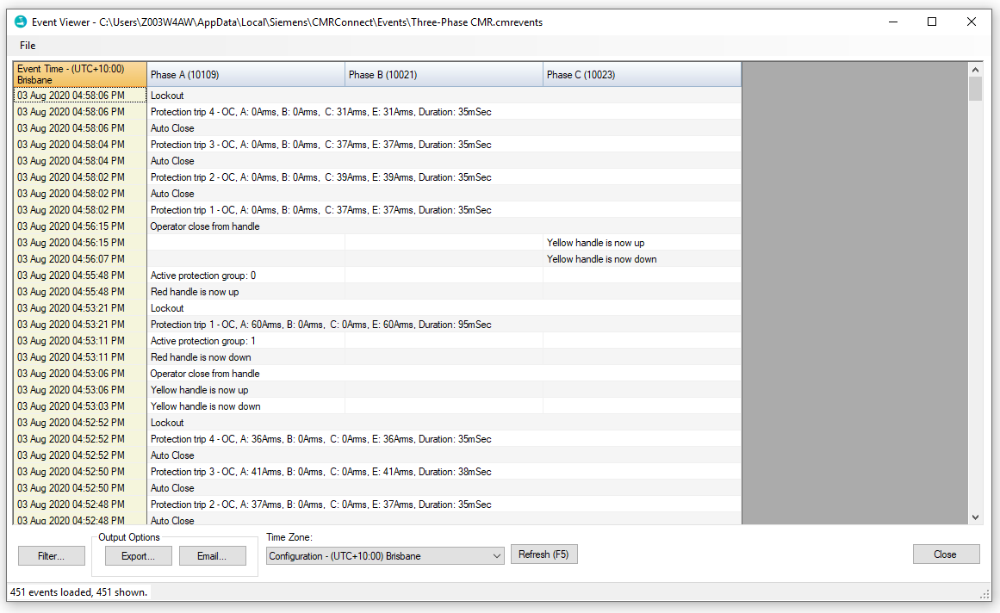 Event Viewer - C:\Users\Z003W4AW\AppData\Local\Siemens\CMRConnect\Events\Three-Phase CMR.cmrevents
File
Event Time - (UTC+10:00) Brisbane Phase A (10109) Phase B (10021) Phase C (10023)
03 Aug 2020 04:58:06 PM Lockout
03 Aug 2020 04:58:06 PM Protection trip 4 - OC, A: 0Arms, B: 0Arms, C: 31Arms, E: 31Arms, Duration: 35mSec
03 Aug 2020 04:58:06 PM Auto Close
03 Aug 2020 04:58:04 PM Protection trip 3 - OC, A: 0Arms, B: 0Arms, C: 37Arms, E: 37Arms, Duration: 35mSec
03 Aug 2020 04:58:04 PM Auto Close
03 Aug 2020 04:58:02 PM Protection trip 2 - OC, A: 0Arms, B: 0Arms, C: 39Arms, E: 39Arms, Duration: 35mSec
03 Aug 2020 04:58:02 PM Auto Close
03 Aug 2020 04:58:02 PM Protection trip 1 - OC, A: 0Arms, B: 0Arms, C: 37Arms, E: 37Arms, Duration: 35mSec
03 Aug 2020 04:56:15 PM Operator close from handle
03 Aug 2020 04:56:15 PM Yellow handle is now up
03 Aug 2020 04:56:07 PM Yellow handle is now down
03 Aug 2020 04:55:48 PM Active protection group: 0
03 Aug 2020 04:55:48 PM Red handle is now up
03 Aug 2020 04:53:21 PM Lockout
03 Aug 2020 04:53:21 PM Protection trip 1 - OC, A: 60Arms, B: 0Arms, C: 0Arms, E: 60Arms, Duration: 95mSec
03 Aug 2020 04:53:11 PM Active protection group: 1
03 Aug 2020 04:53:11 PM Red handle is now down
03 Aug 2020 04:53:06 PM Operator close from handle
03 Aug 2020 04:53:06 PM Yellow handle is now up
03 Aug 2020 04:53:03 PM Yellow handle is now down
03 Aug 2020 04:52:52 PM Lockout
03 Aug 2020 04:52:52 PM Protection trip 4 - OC, A: 36Arms, B: 0Arms, C: 0Arms, E: 36Arms, Duration: 35mSec
03 Aug 2020 04:52:52 PM Auto Close
03 Aug 2020 04:52:50 PM Protection trip 3 - OC, A: 41Arms, B: 0Arms, C: 0Arms, E: 41Arms, Duration: 38mSec
03 Aug 2020 04:52:50 PM Auto Close
03 Aug 2020 04:52:48 PM Protection trip 2 - OC, A: 37Arms, B: 0Arms, C: 0Arms, E: 37Arms, Duration: 35mSec
03 Aug 2020 04:52:48 PM Auto Close
Output Options Time Zone:
Filter... Export... Email... Configuration - (UTC+10:00) Brisbane Refresh (F5) Close
451 events loaded, 451 shown.